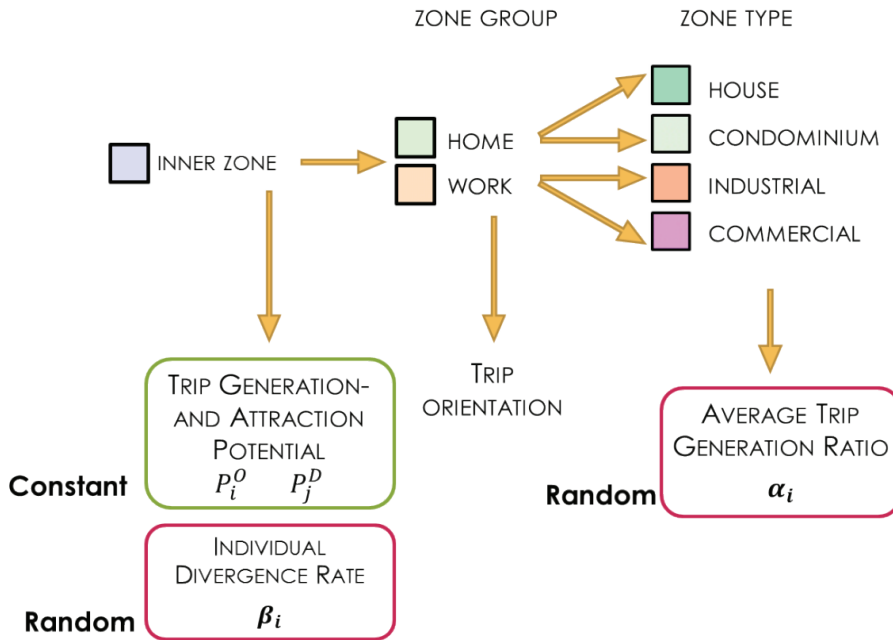 ZONE GROUP
ZONE TYPE
INNER ZONE
HOME
WORK
HOUSE
CONDOMINIUM
INDUSTRIAL
COMMERCIAL
TRIP GENERATION-
AND ATTRACTION
POTENTIAL
P_i^O P_j^D
Constant
INDIVIDUAL
DIVERGENCE RATE
β_i
Random
TRIP
ORIENTATION
AVERAGE TRIP
GENERATION RATIO
α_i
Random